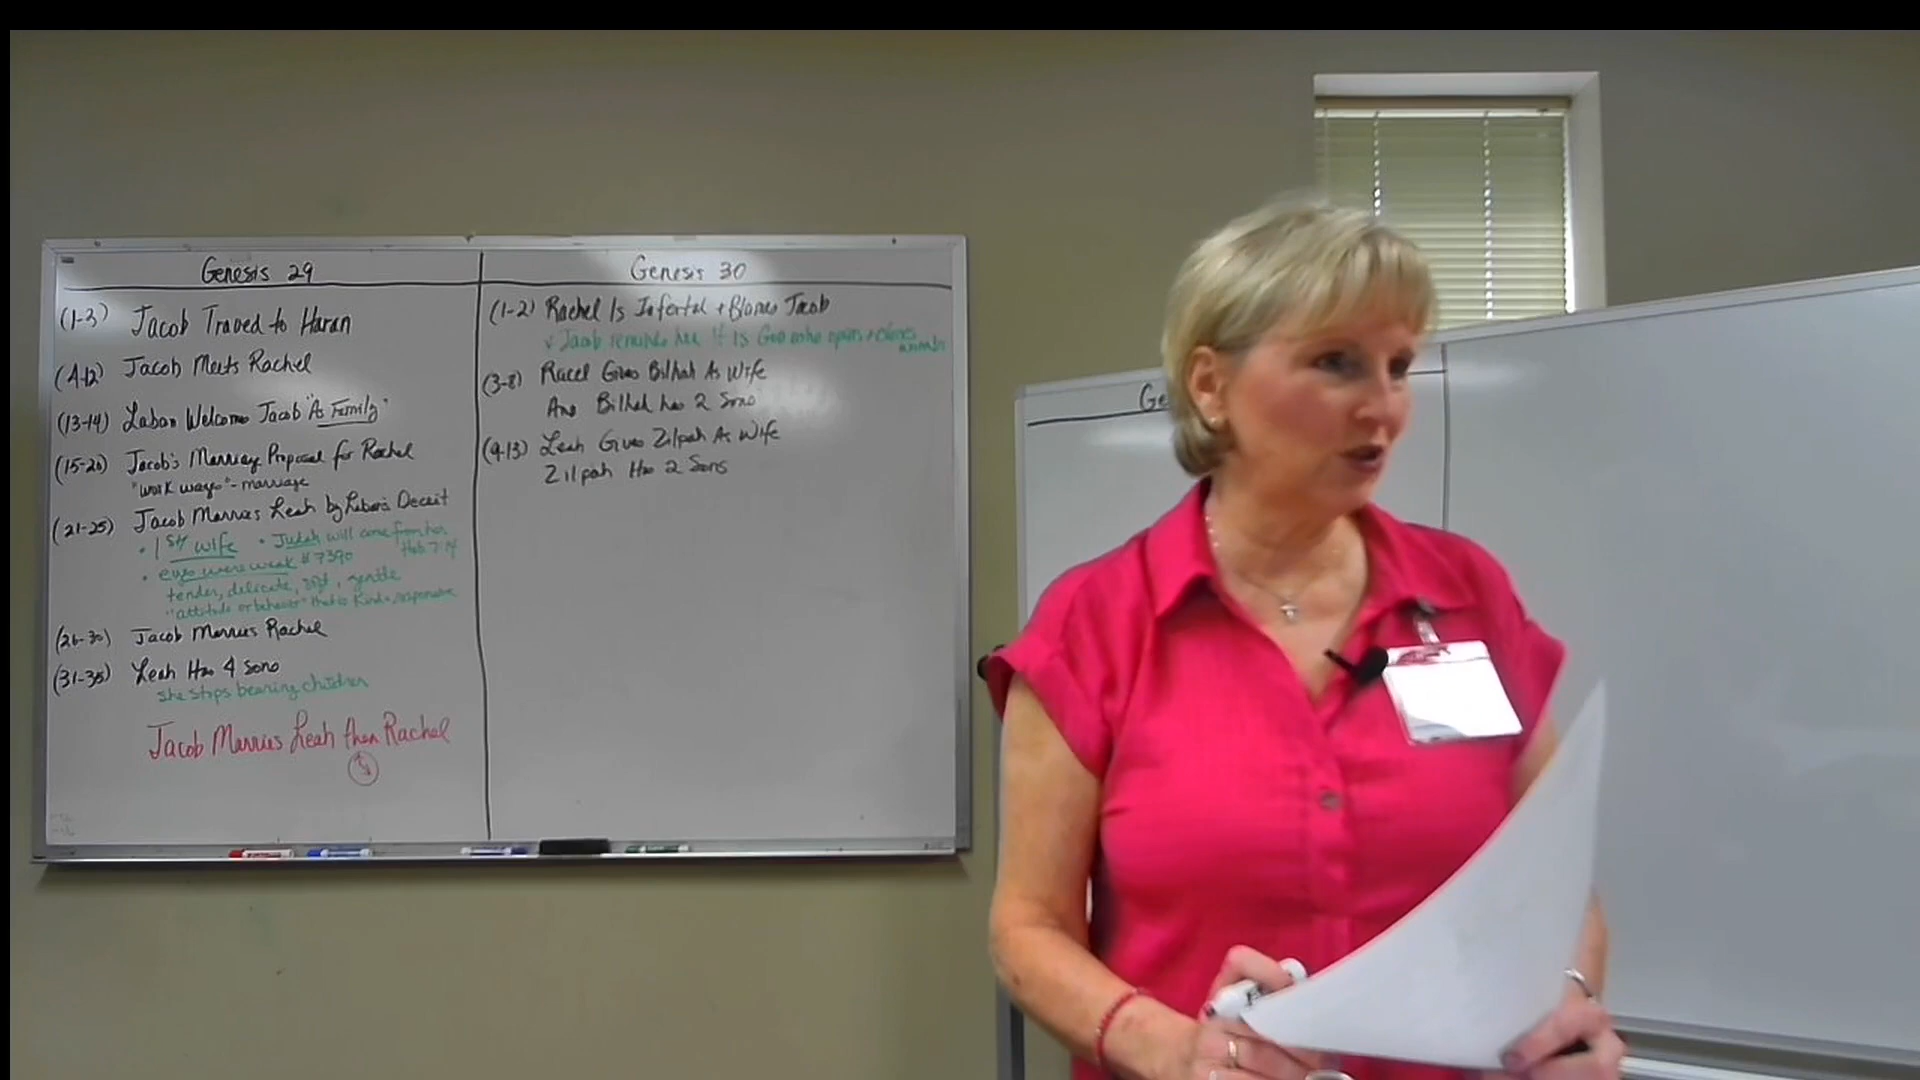 Genesis 29
(1-3) Jacob Traved to Haran
(4-12) Jacob Meets Rachel
(13-14) Laban Welcomes Jacob "As Family"
(15-20) Jacob's Marriage Proposal for Rachel
"work wages" - marriage
(21-25) Jacob Marries Leah by Laban's Deceit
• 1st wife • Judah will come from her
Heb. 7:14
• eyes were weak #7390
tender, delicate, soft, gentle
"attitude or behavior" that is kind + responsive
(26-30) Jacob Marries Rachel
(31-35) Leah Has 4 Sons
she stops bearing children
Jacob Marries Leah then Rachel
Genesis 30
(1-2) Rachel Is Infertal + Blames Jacob
Jacob reminds her it is God who opens + closes
wombs
(3-8) Racel Gives Bilhah As Wife
And Bilhah has 2 Sons
(9-13) Leah Gives Zilpah As Wife
Zilpah Has 2 Sons
Ge